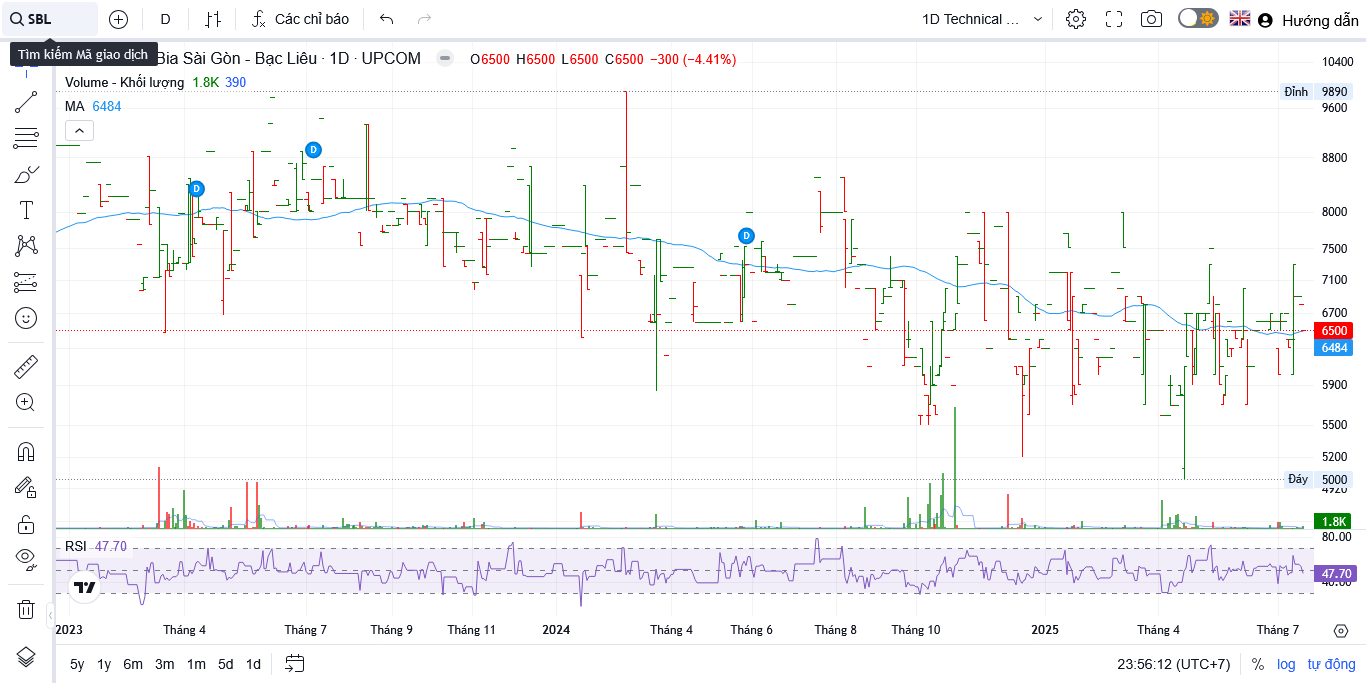 SBL
D
Các chỉ báo
1D Technical ...
Hướng dẫn
Tìm kiếm Mã giao dịch
Bia Sài Gòn - Bạc Liêu · 1D · UPCOM
O6500 H6500 L6500 C6500 −300 (−4.41%)
Volume - Khối lượng 1.8K 390
MA 6484
D
D
D
10400
Đỉnh 9890
9600
8800
8000
7500
7100
6700
6500
6484
5900
5500
5200
Đáy 5000
4920
1.8K
80.00
RSI 47.70
47.70
40.00
2023
Tháng 4
Tháng 7
Tháng 9
Tháng 11
2024
Tháng 4
Tháng 6
Tháng 8
Tháng 10
2025
Tháng 4
Tháng 7
5y 1y 6m 3m 1m 5d 1d
23:56:12 (UTC+7)
% log tự động